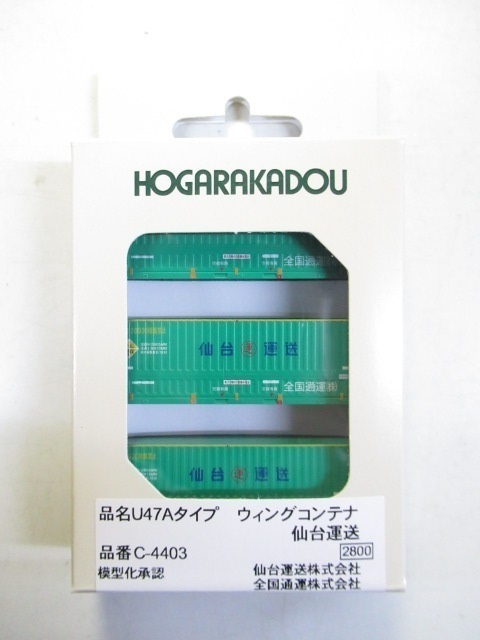 HOGARAKADOU
全国通運㈱
仙台 通 運送
全国通運㈱
仙台 通 運送
品名U47Aタイプ ウィングコンテナ
仙台運送
品番C-4403
2800
模型化承認 仙台運送株式会社
全国通運株式会社